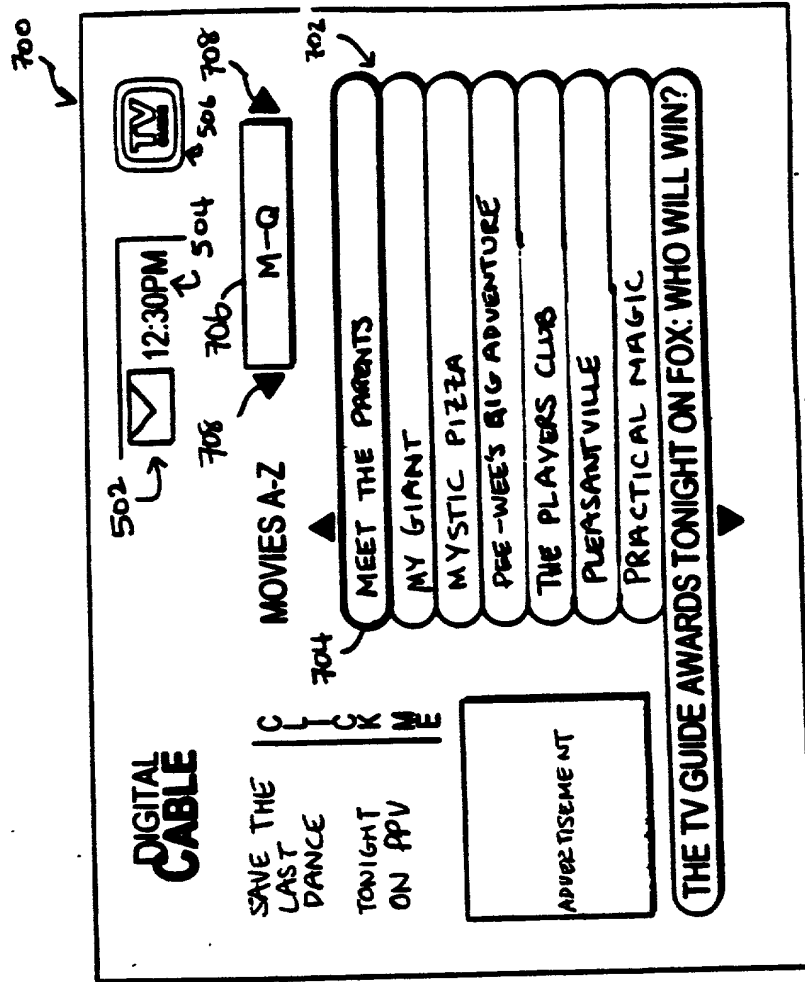 700
DIGITAL
CABLE
502
12:30PM
504
TV
506
SAVE THE
LAST
DANCE
TONIGHT
ON PPV
CLICK ME
MOVIES A-Z
708
706
M-Q
708
702
704
MEET THE PARENTS
MY GIANT
MYSTIC PIZZA
PEE-WEE'S BIG ADVENTURE
THE PLAYERS CLUB
PLEASANTVILLE
PRACTICAL MAGIC
ADVERTISEMENT
THE TV GUIDE AWARDS TONIGHT ON FOX: WHO WILL WIN?